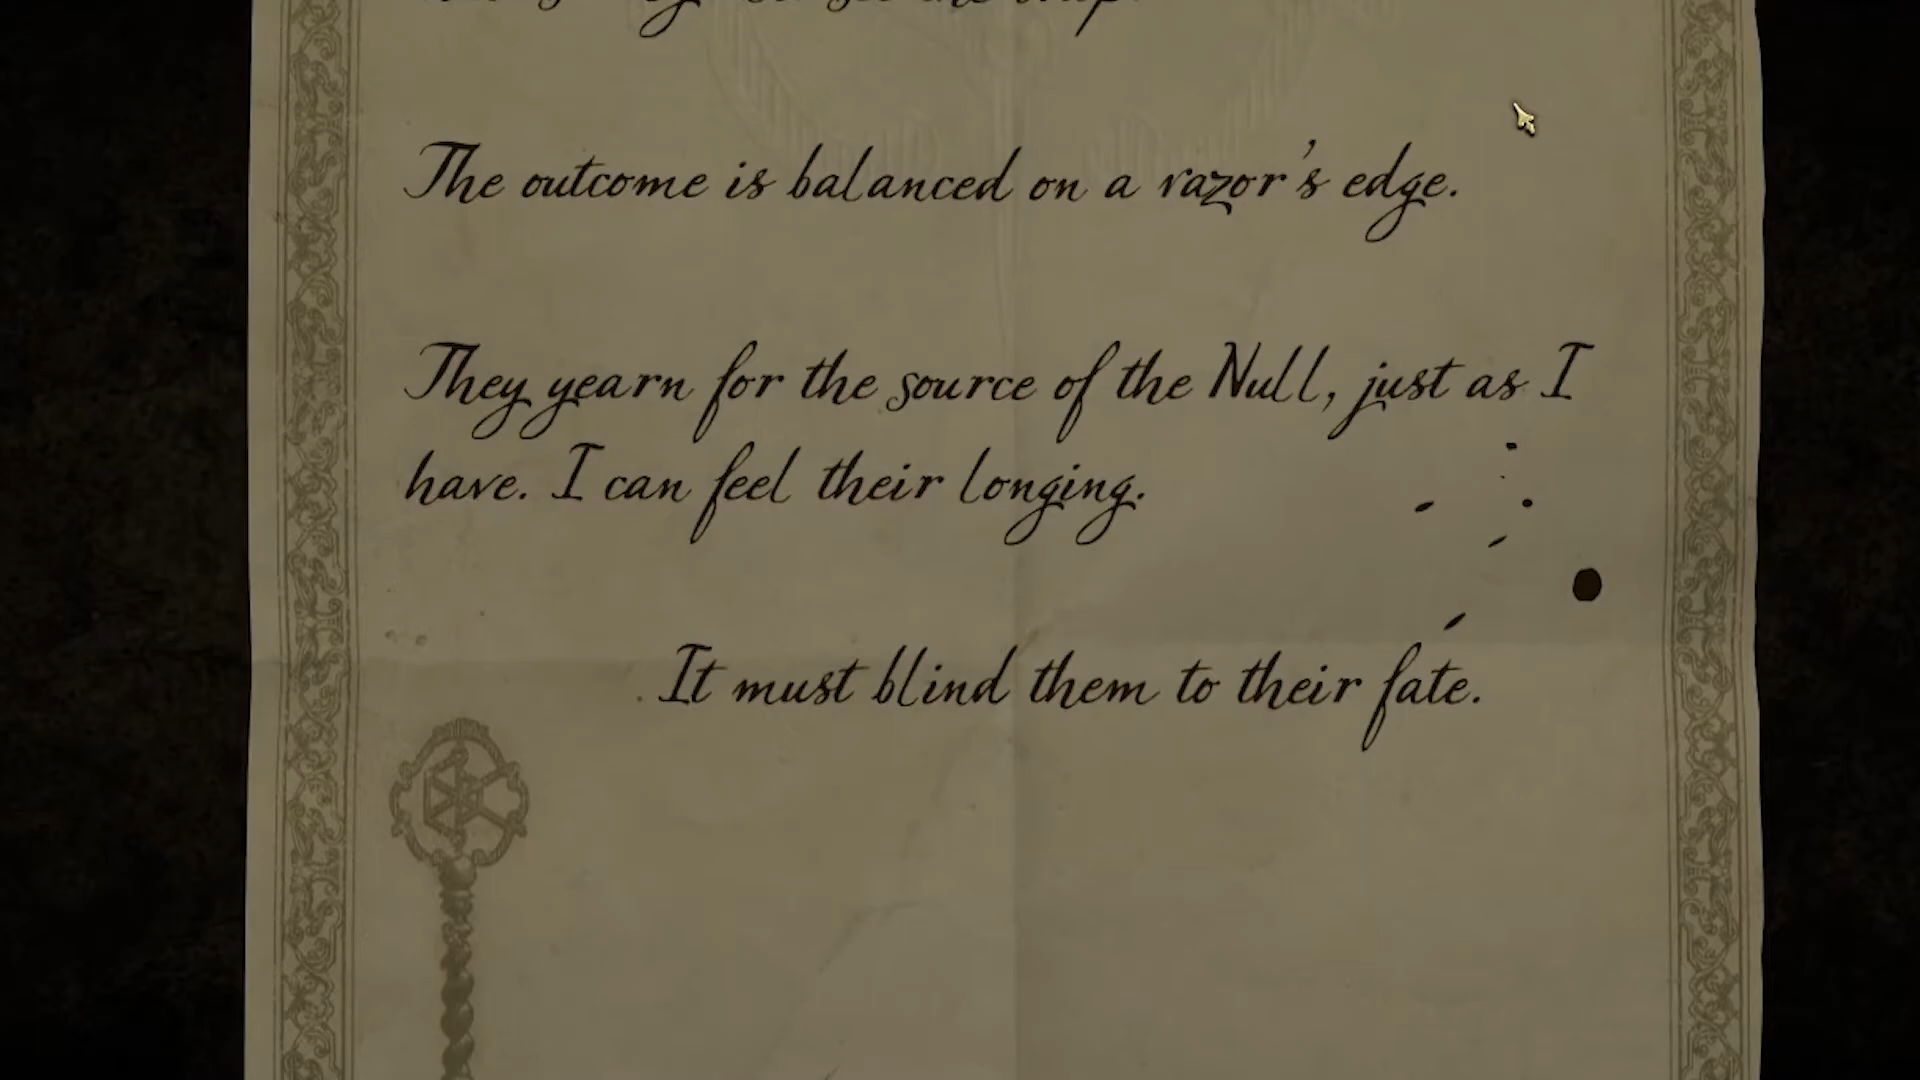 The outcome is balanced on a razor's edge.
They yearn for the source of the Null, just as I
have. I can feel their longing.
It must blind them to their fate.